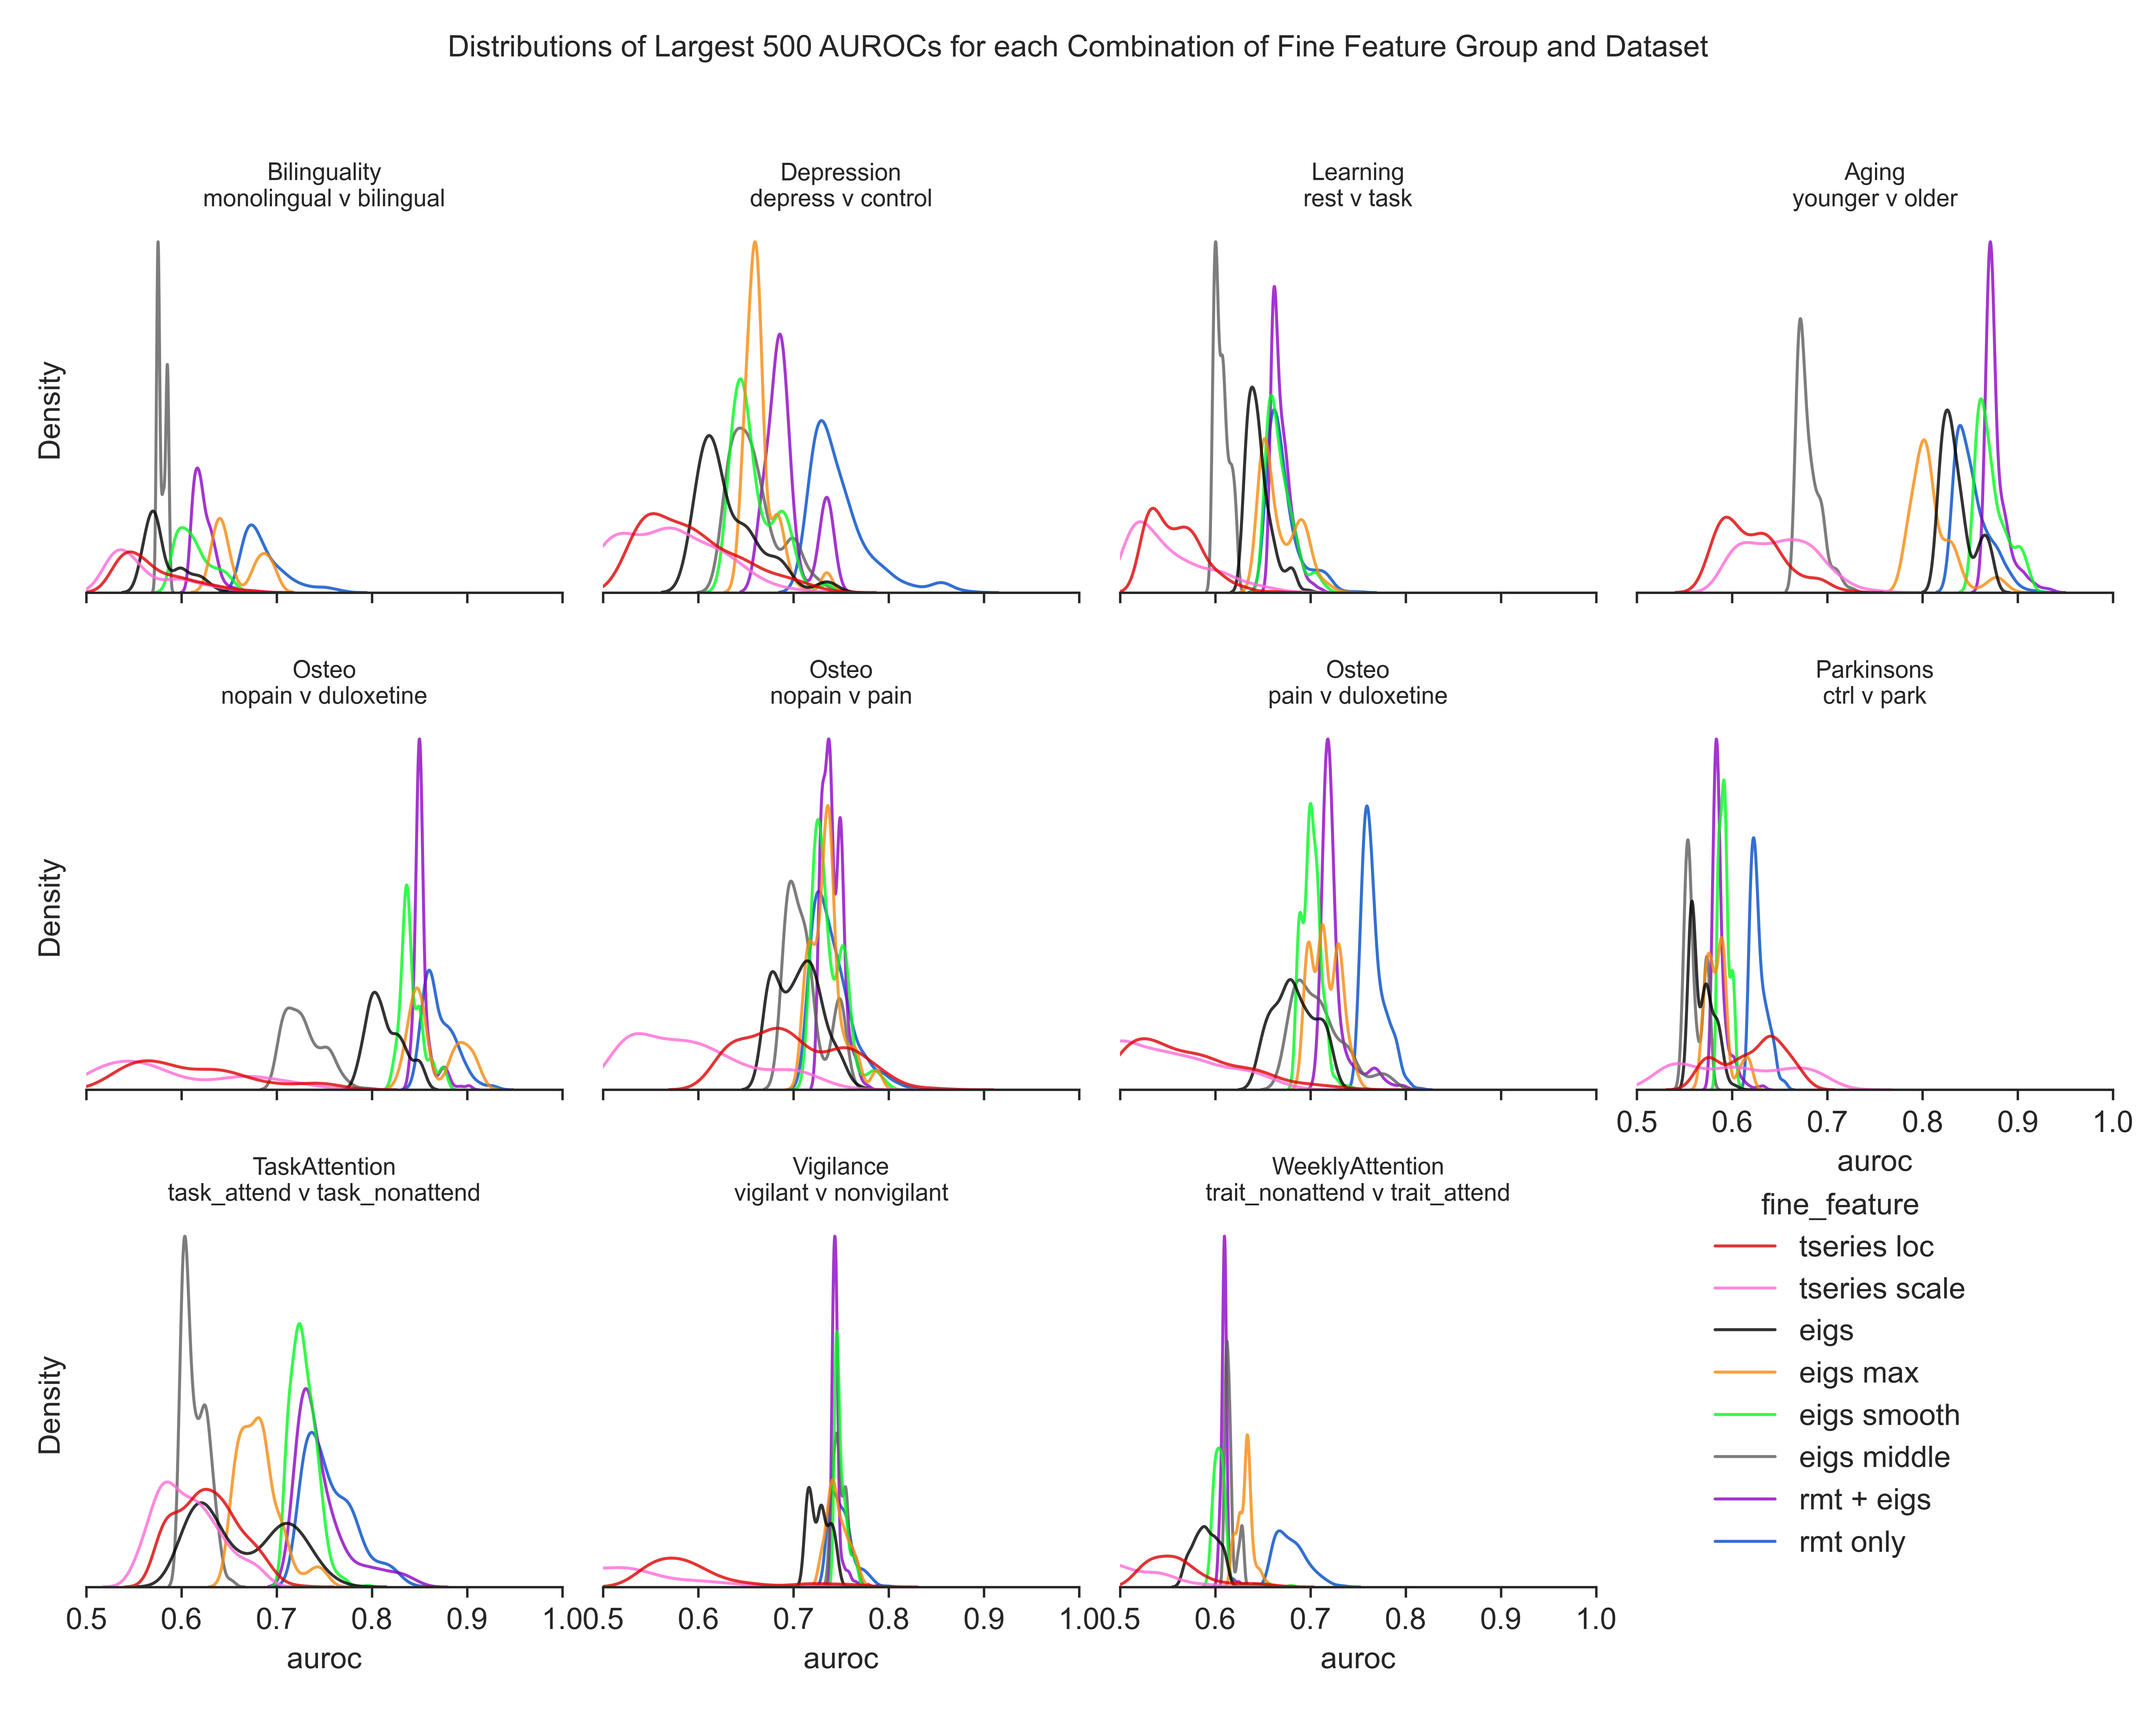 Distributions of Largest 500 AUROCs for each Combination of Fine Feature Group and Dataset
Bilinguality
monolingual v bilingual
Depression
depress v control
Learning
rest v task
Aging
younger v older
Density
Osteo
nopain v duloxetine
Osteo
nopain v pain
Osteo
pain v duloxetine
Parkinsons
ctrl v park
Density
0.5 0.6 0.7 0.8 0.9 1.0
auroc
TaskAttention
task_attend v task_nonattend
Vigilance
vigilant v nonvigilant
WeeklyAttention
trait_nonattend v trait_attend
Density
0.5 0.6 0.7 0.8 0.9 1.0
auroc
0.5 0.6 0.7 0.8 0.9 1.0
auroc
0.5 0.6 0.7 0.8 0.9 1.0
auroc
fine_feature
tseries loc
tseries scale
eigs
eigs max
eigs smooth
eigs middle
rmt + eigs
rmt only